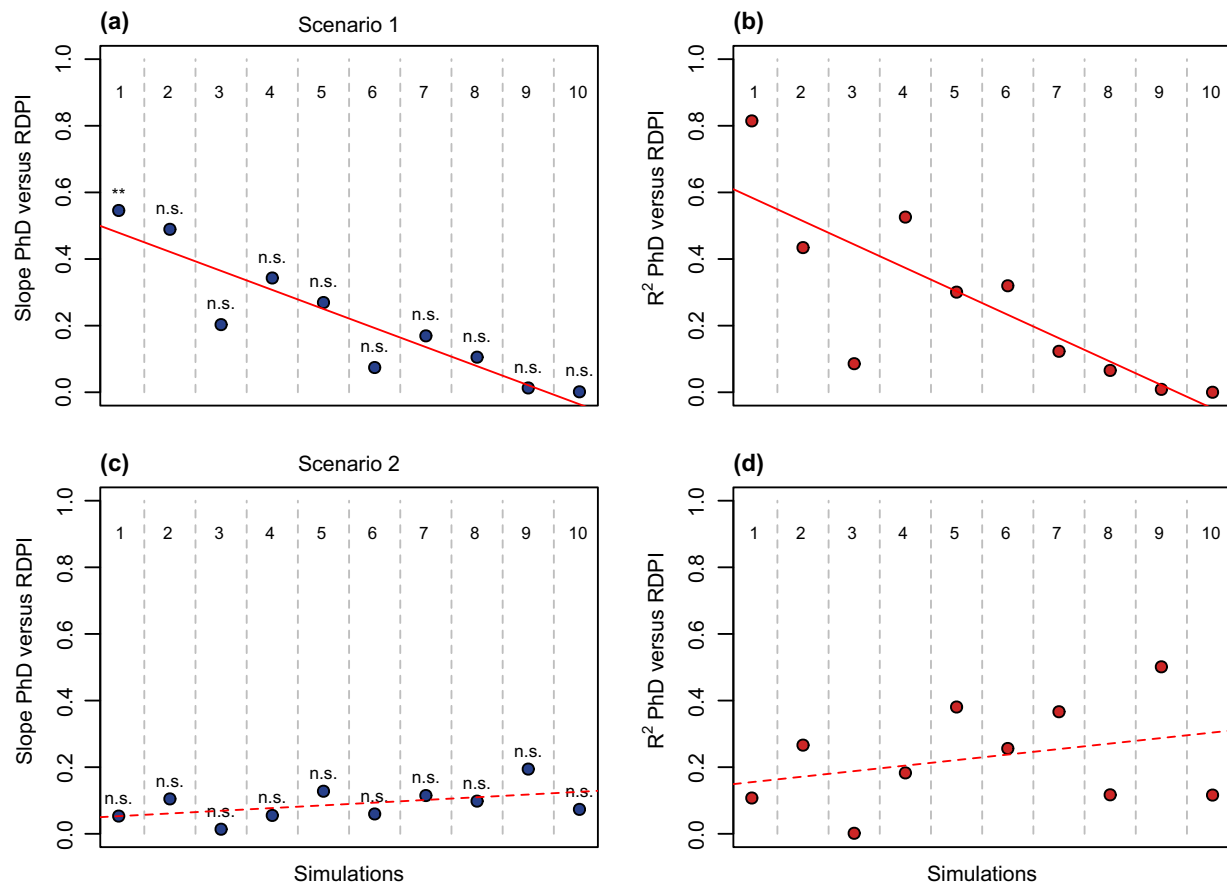 (a)
Scenario 1
Slope PhD versus RDPI
1.0
0.8
0.6
0.4
0.2
0.0
1 2 3 4 5 6 7 8 9 10
**
n.s.
n.s.
n.s.
n.s.
n.s.
n.s.
n.s.
n.s.
n.s.
(b)
R² PhD versus RDPI
1.0
0.8
0.6
0.4
0.2
0.0
1 2 3 4 5 6 7 8 9 10
(c)
Scenario 2
Slope PhD versus RDPI
1.0
0.8
0.6
0.4
0.2
0.0
1 2 3 4 5 6 7 8 9 10
n.s.
n.s.
n.s.
n.s.
n.s.
n.s.
n.s.
n.s.
n.s.
n.s.
Simulations
(d)
R² PhD versus RDPI
1.0
0.8
0.6
0.4
0.2
0.0
1 2 3 4 5 6 7 8 9 10
Simulations